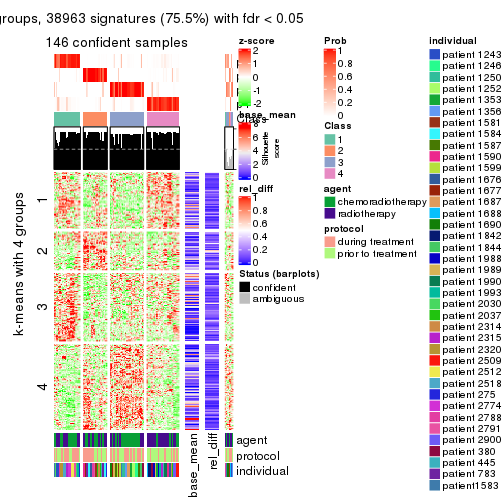 groups, 38963 signatures (75.5%) with fdr < 0.05
146 confident samples
k-means with 4 groups
1
2
3
4
Class
Silhouette
score
agent
protocol
individual
base_mean
rel_diff
z-score
2
1
0
-1
-2
base_mean
8
6
4
2
0
rel_diff
1
0.8
0.6
0.4
0.2
0
Status (barplots)
confident
ambiguous
Prob
1
0.8
0.6
0.4
0.2
0
Class
1
2
3
4
agent
chemoradiotherapy
radiotherapy
protocol
during treatment
prior to treatment
individual
patient 1243
patient 1246
patient 1250
patient 1252
patient 1353
patient 1356
patient 1581
patient 1584
patient 1587
patient 1590
patient 1599
patient 1676
patient 1677
patient 1687
patient 1688
patient 1690
patient 1842
patient 1844
patient 1988
patient 1989
patient 1990
patient 1993
patient 2030
patient 2037
patient 2314
patient 2315
patient 2320
patient 2509
patient 2512
patient 2518
patient 275
patient 2774
patient 2788
patient 2791
patient 2900
patient 380
patient 445
patient 783
patient1583